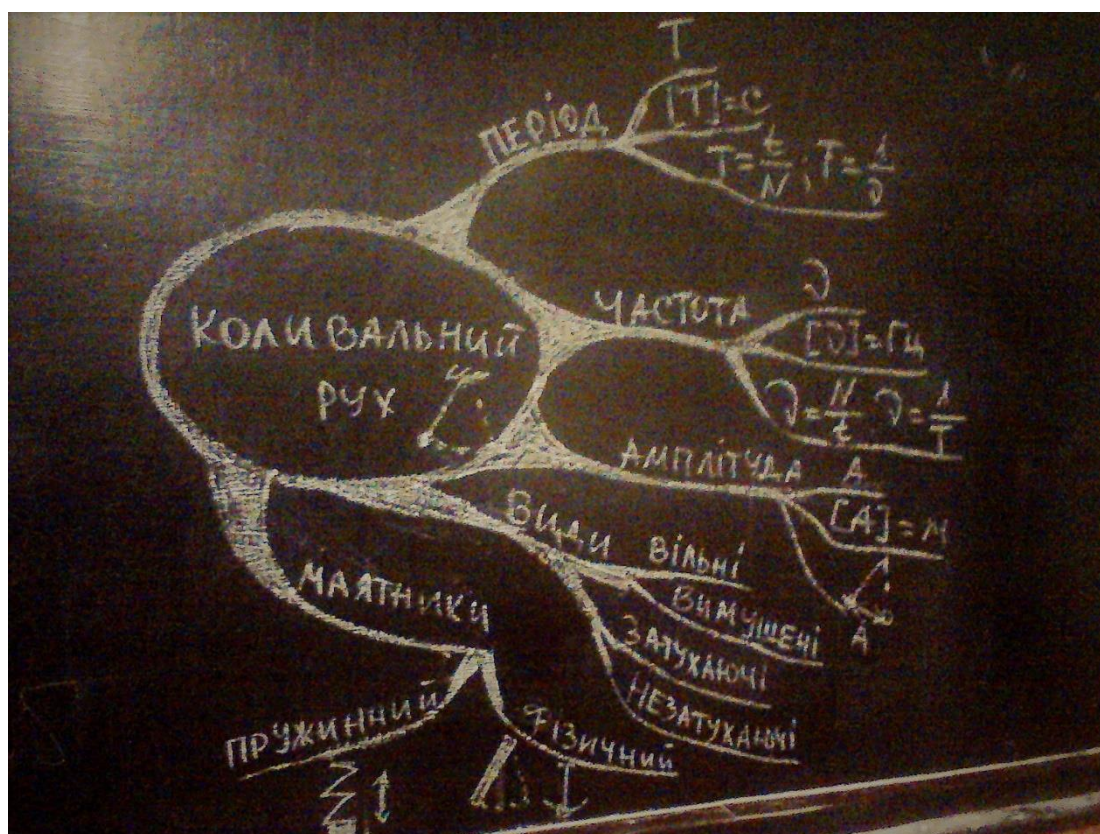 Т
ПЕРІОД
[Т]=С
T=t/N; T=1/ν
КОЛИВАЛЬНИЙ
РУХ
ЧАСТОТА
ν
[ν]=Гц
ν=N/t ν=1/T
АМПЛІТУДА
А
[А]=М
А
ВИДИ
ВІЛЬНІ
ВИМУШЕНІ
ЗАТУХАЮЧІ
НЕЗАТУХАЮЧІ
МАЯТНИКИ
ПРУЖИННИЙ
ФІЗИЧНИЙ